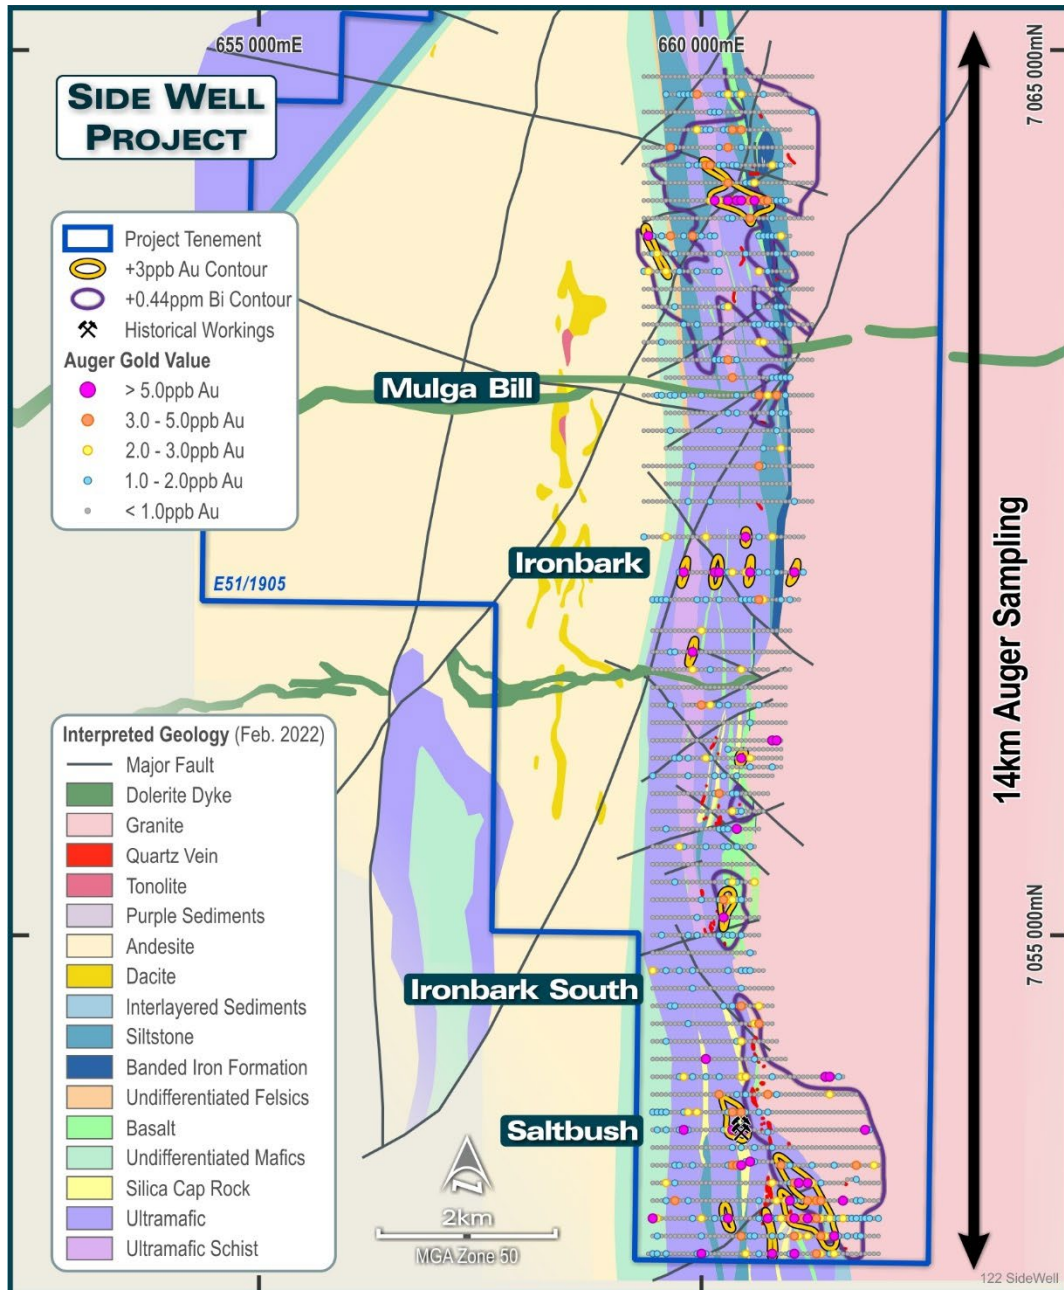 655 000mE
660 000mE
7 065 000mN
SIDE WELL
PROJECT
Project Tenement
+3ppb Au Contour
+0.44ppm Bi Contour
Historical Workings
Auger Gold Value
> 5.0ppb Au
3.0 - 5.0ppb Au
2.0 - 3.0ppb Au
1.0 - 2.0ppb Au
< 1.0ppb Au
Mulga Bill
Ironbark
E51/1905
14km Auger Sampling
Interpreted Geology (Feb. 2022)
Major Fault
Dolerite Dyke
Granite
Quartz Vein
Tonolite
Purple Sediments
Andesite
Dacite
Interlayered Sediments
Siltstone
Banded Iron Formation
Undifferentiated Felsics
Basalt
Undifferentiated Mafics
Silica Cap Rock
Ultramafic
Ultramafic Schist
7 055 000mN
Ironbark South
Saltbush
N
2km
MGA Zone 50
122 SideWell